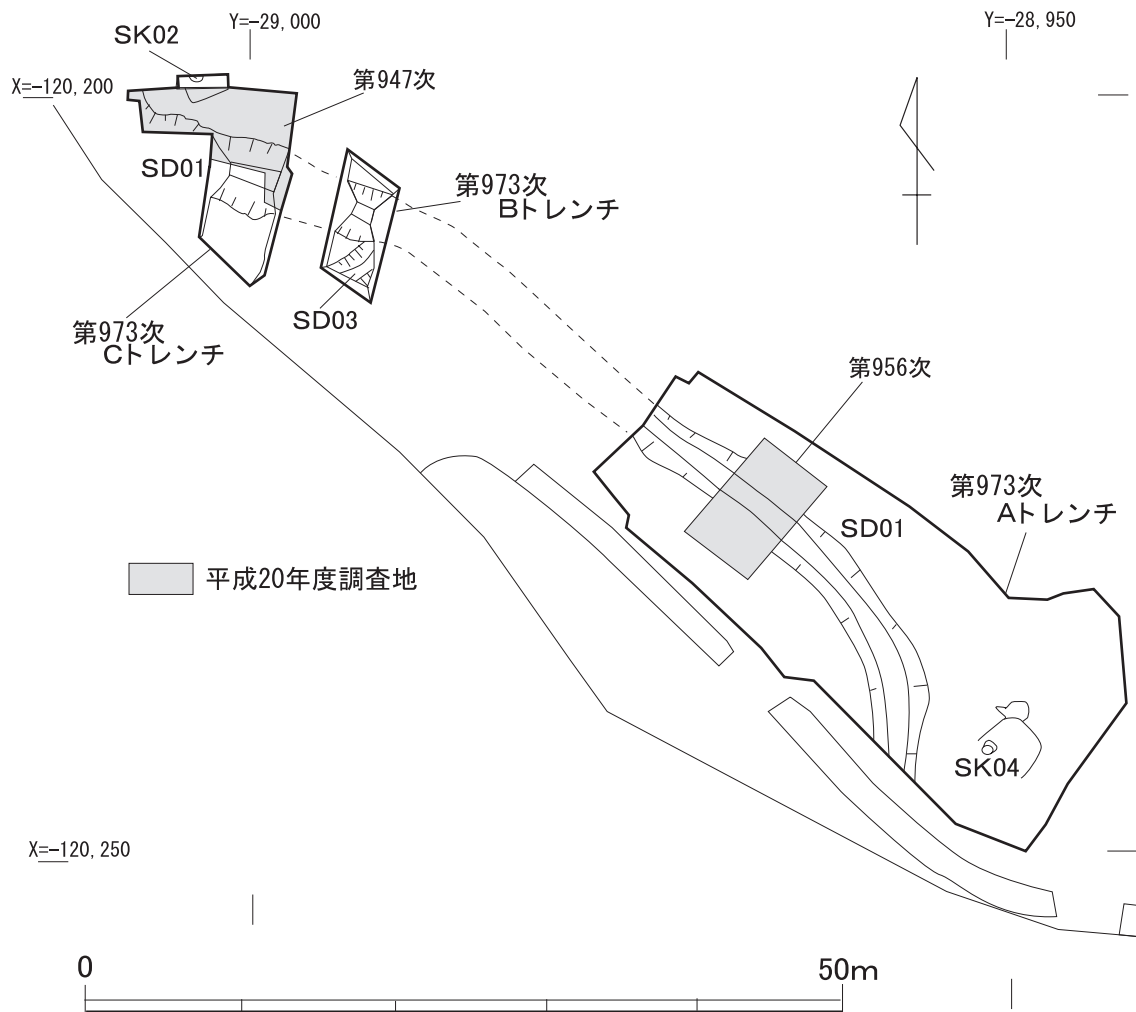 Y=-29,000
Y=-28,950
SK02
X=-120,200
第947次
SD01
第973次
Bトレンチ
SD03
第973次
Cトレンチ
第956次
第973次
Aトレンチ
SD01
平成20年度調査地
SK04
X=-120,250
0
50m